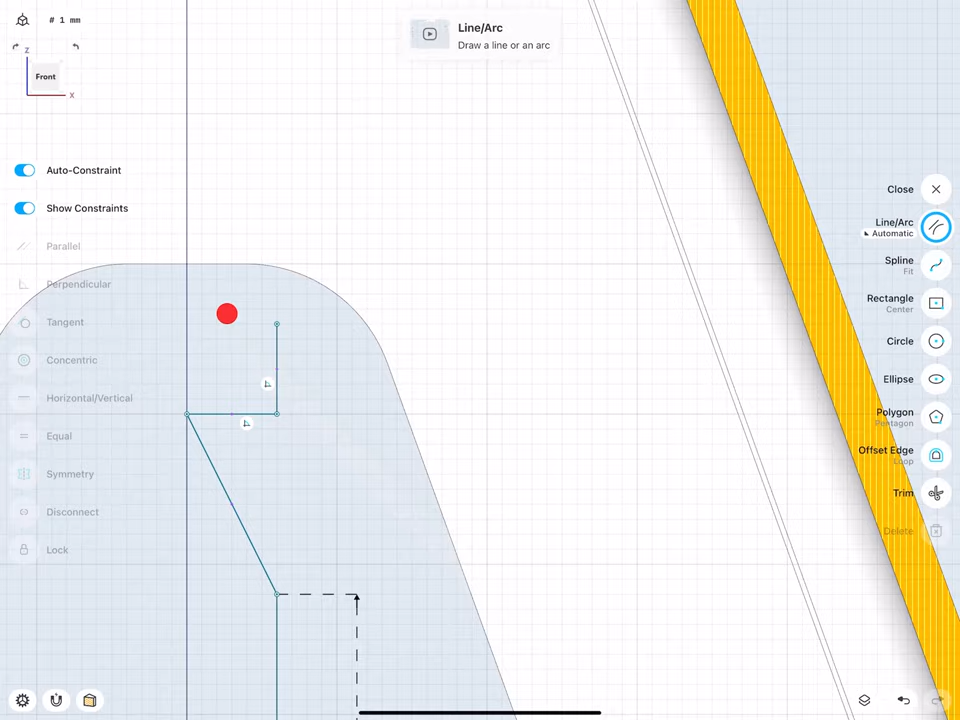 # 1 mm
Line/Arc
Draw a line or an arc
Z
Front
X
Auto-Constraint
Show Constraints
Parallel
Perpendicular
Tangent
Concentric
Horizontal/Vertical
Equal
Symmetry
Disconnect
Lock
Close
Line/Arc
Automatic
Spline
Fit
Rectangle
Center
Circle
Ellipse
Polygon
Pentagon
Offset Edge
Loop
Trim
Delete